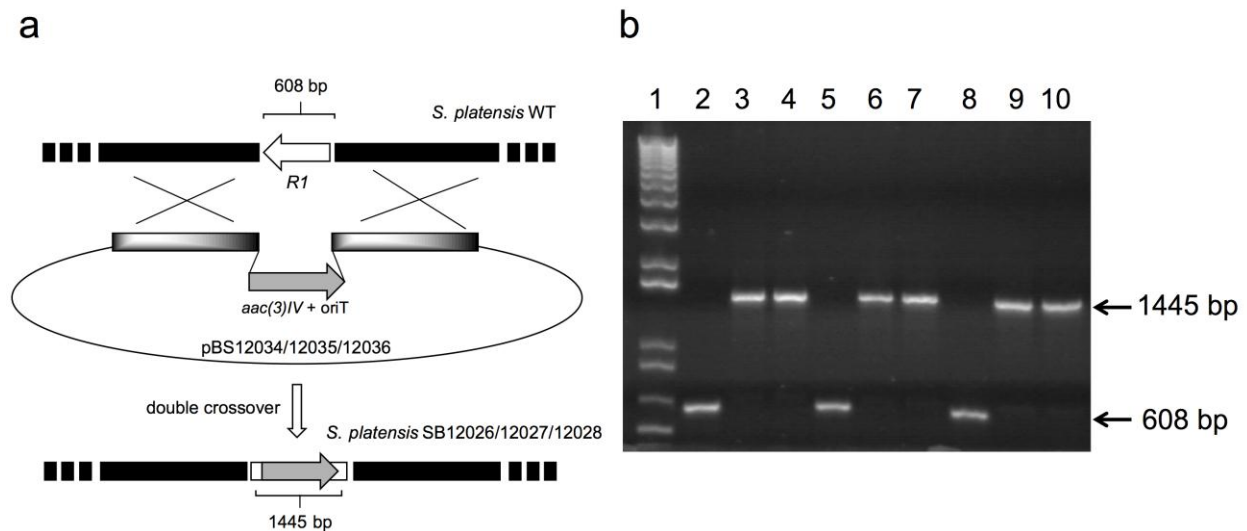 a
608 bp
S. platensis WT
R1
aac(3)IV + oriT
pBS12034/12035/12036
double crossover
S. platensis SB12026/12027/12028
1445 bp
b
1 2 3 4 5 6 7 8 9 10
1445 bp
608 bp